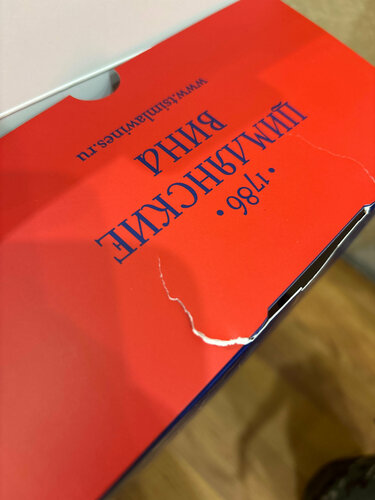 • 1786 •
ЦИМЛЯНСКИЕ
ВИНА
www.tsimlawines.ru